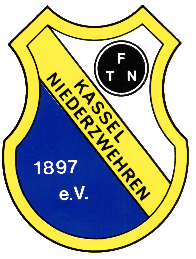 F
T N
KASSEL
NIEDERZWEHREN
1897
e.V.